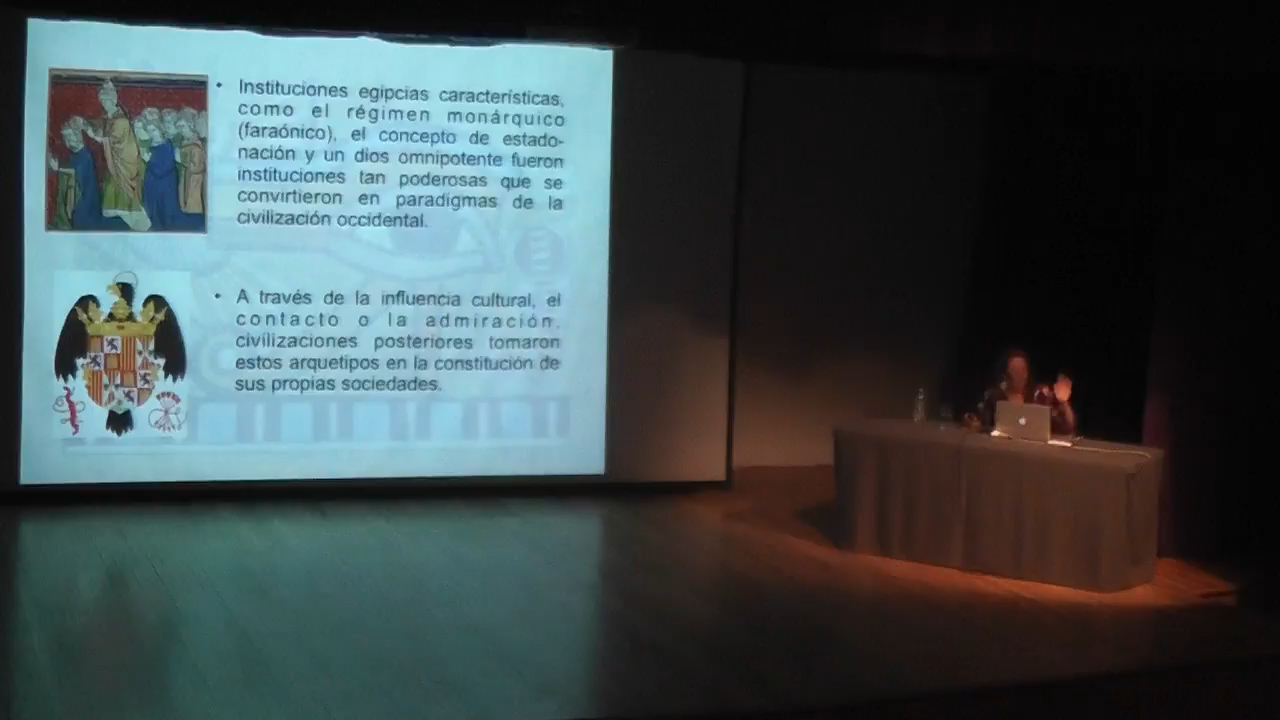 • Instituciones egipcias características,
como el régimen monárquico
(faraónico), el concepto de estado-
nación y un dios omnipotente fueron
instituciones tan poderosas que se
convirtieron en paradigmas de la
civilización occidental.
• A través de la influencia cultural, el
contacto o la admiración,
civilizaciones posteriores tomaron
estos arquetipos en la constitución de
sus propias sociedades.